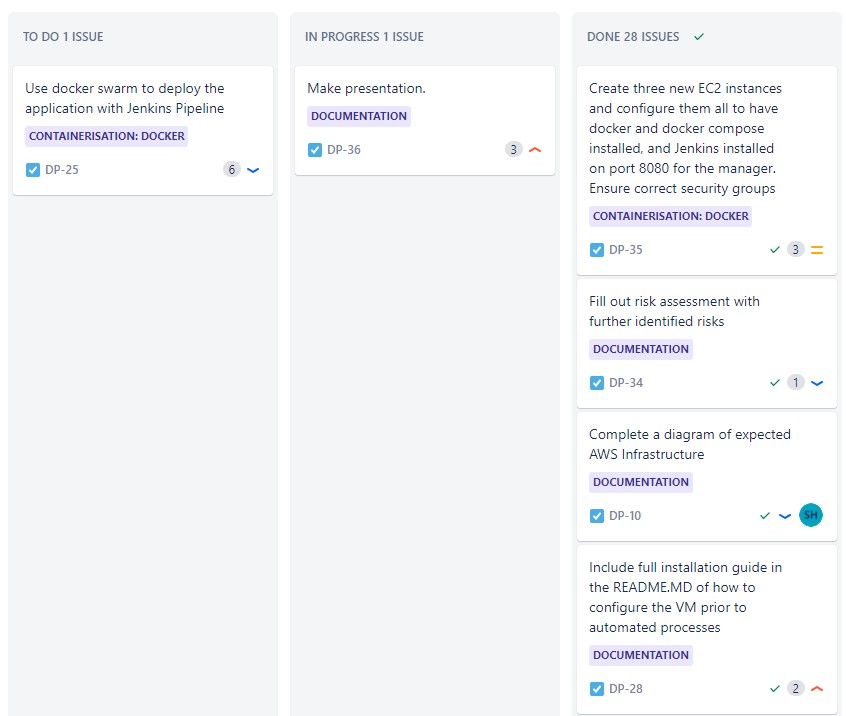 TO DO 1 ISSUE
Use docker swarm to deploy the
application with Jenkins Pipeline
CONTAINERISATION: DOCKER
DP-25
6
IN PROGRESS 1 ISSUE
Make presentation.
DOCUMENTATION
DP-36
3
DONE 28 ISSUES
Create three new EC2 instances
and configure them all to have
docker and docker compose
installed, and Jenkins installed
on port 8080 for the manager.
Ensure correct security groups
CONTAINERISATION: DOCKER
DP-35
3
Fill out risk assessment with
further identified risks
DOCUMENTATION
DP-34
1
Complete a diagram of expected
AWS Infrastructure
DOCUMENTATION
DP-10
SH
Include full installation guide in
the README.MD of how to
configure the VM prior to
automated processes
DOCUMENTATION
DP-28
2